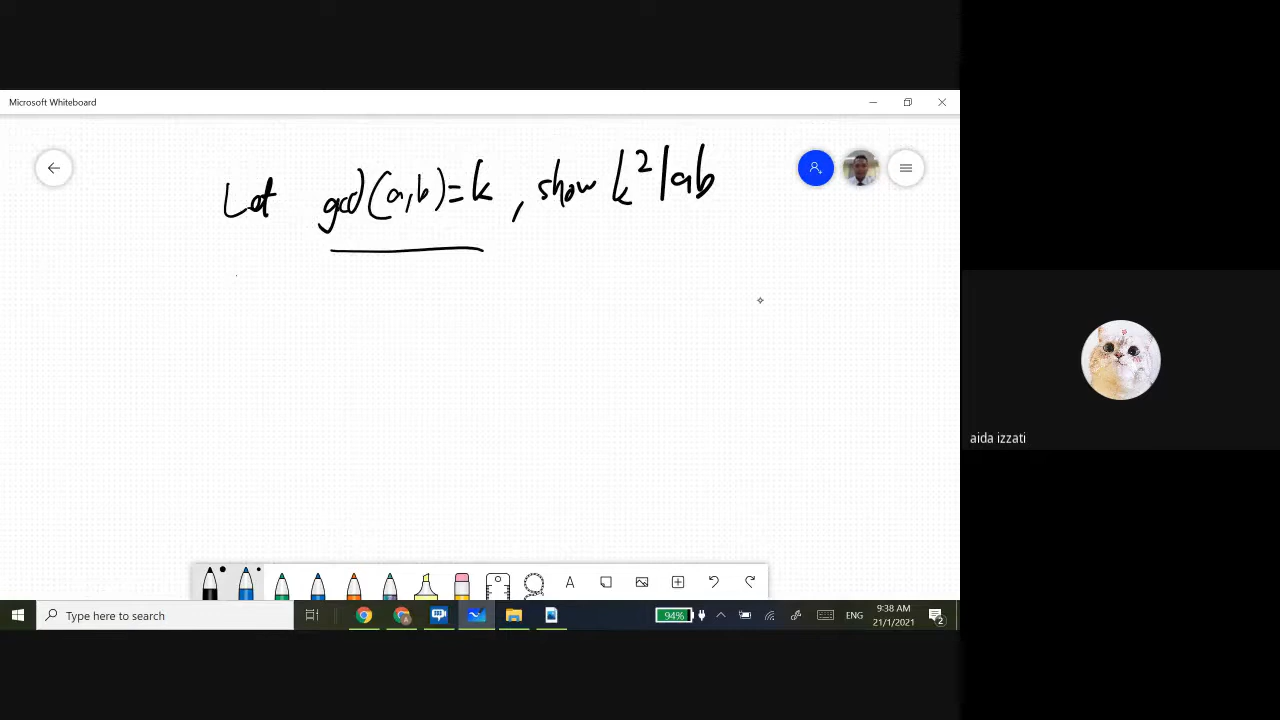 Microsoft Whiteboard
Let gcd(a,b)=k, show k²|ab
aida izzati
A
Type here to search
94%
ENG
9:38 AM
21/1/2021
2